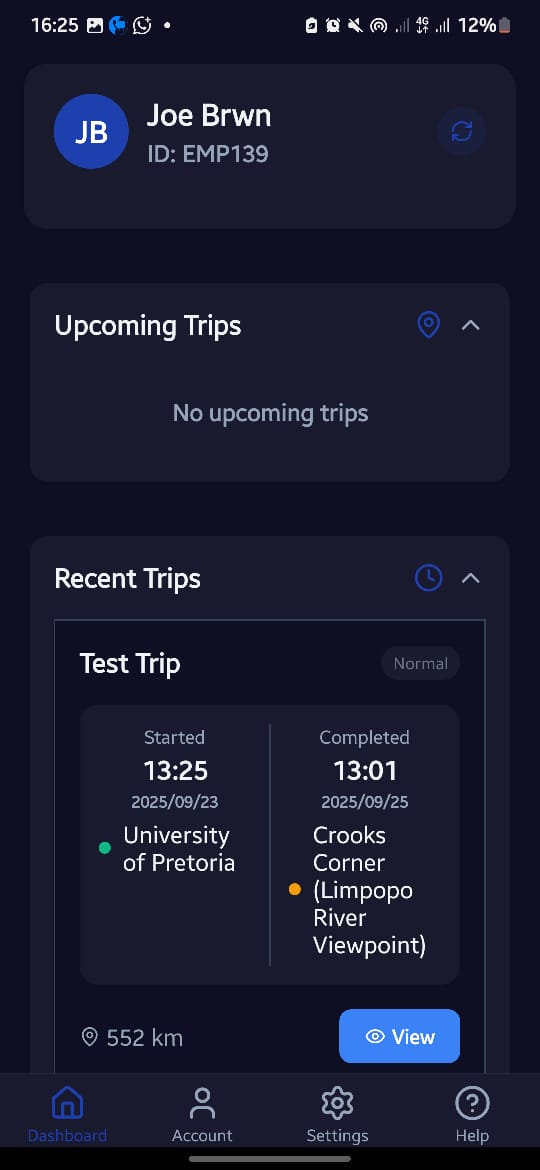 16:25
4G
12%
JB
Joe Brwn
ID: EMP139
Upcoming Trips
No upcoming trips
Recent Trips
Test Trip
Normal
Started
13:25
2025/09/23
University
of Pretoria
Completed
13:01
2025/09/25
Crooks
Corner
(Limpopo
River
Viewpoint)
552 km
View
Dashboard
Account
Settings
Help